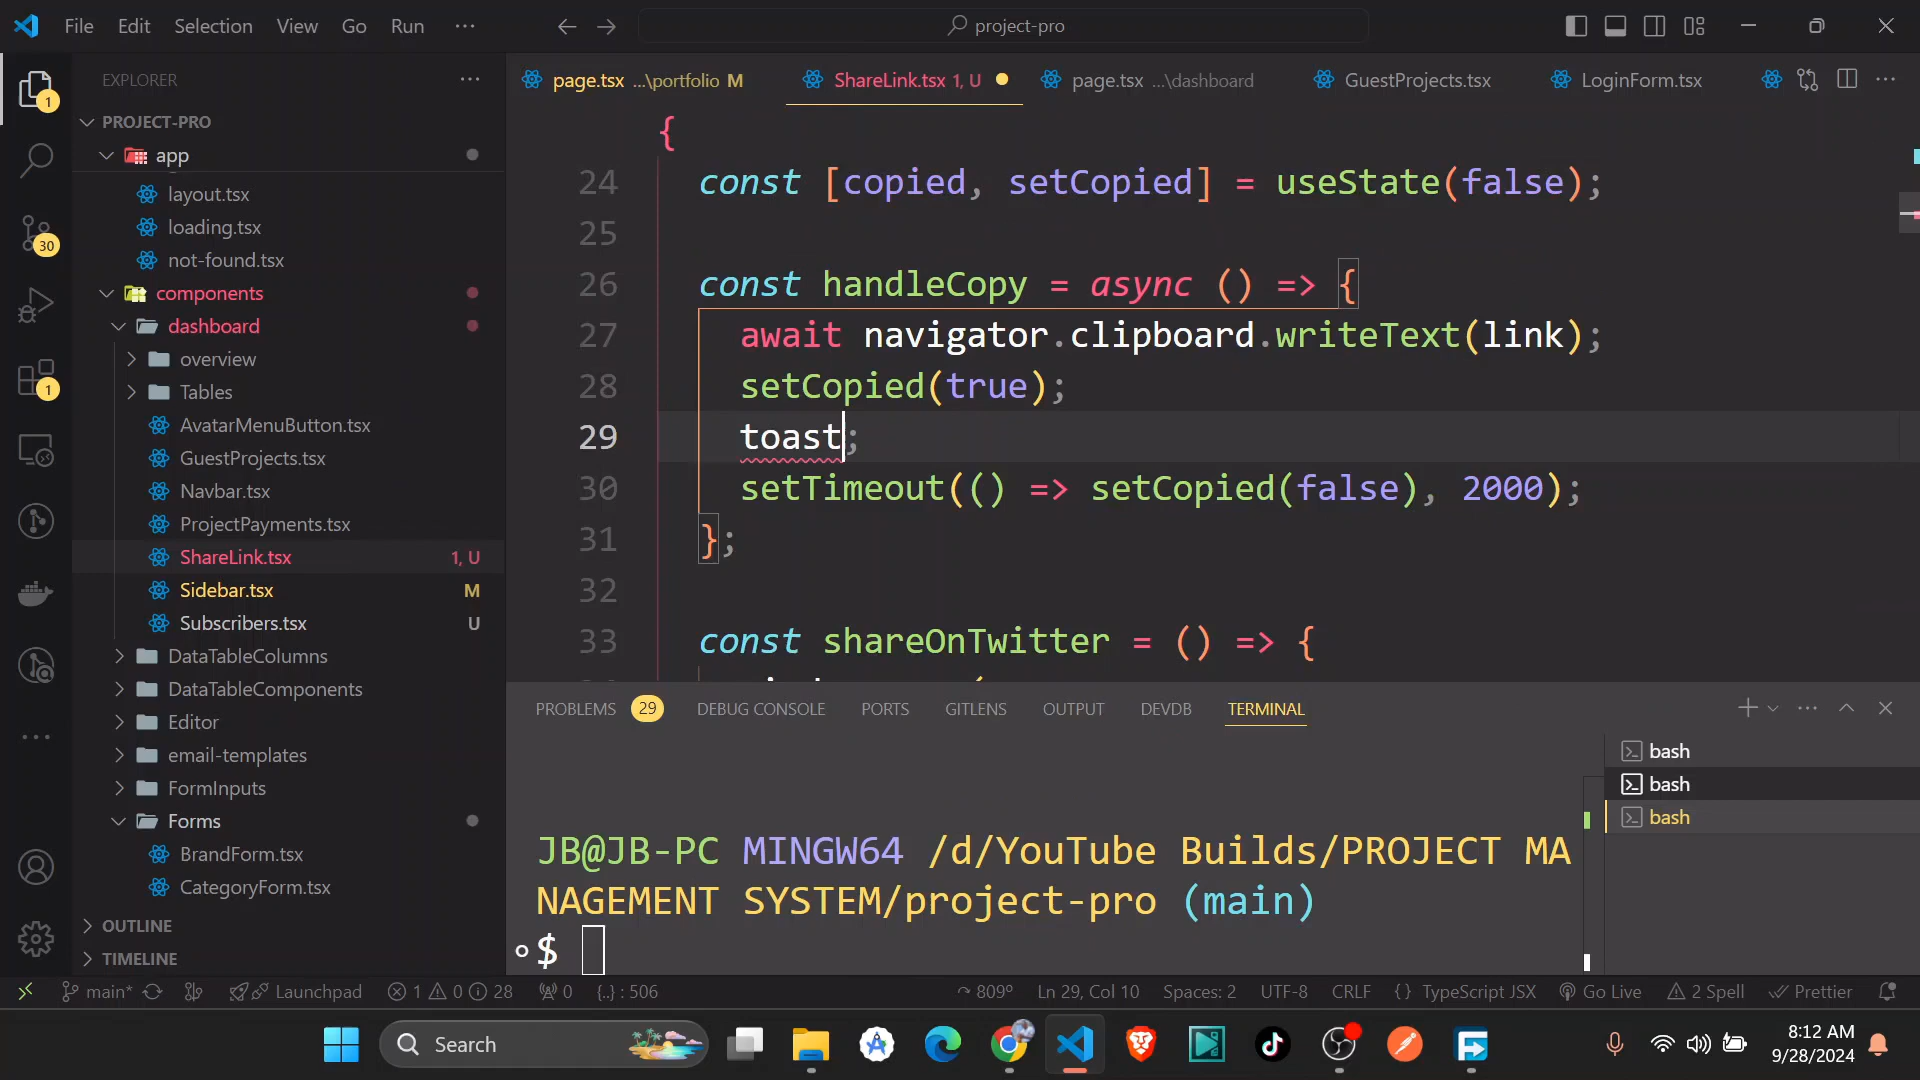 File Edit Selection View Go Run ··· project-pro
EXPLORER
PROJECT-PRO
app
layout.tsx
loading.tsx
not-found.tsx
components
dashboard
overview
Tables
AvatarMenuButton.tsx
GuestProjects.tsx
Navbar.tsx
ProjectPayments.tsx
ShareLink.tsx 1, U
Sidebar.tsx M
Subscribers.tsx U
DataTableColumns
DataTableComponents
Editor
email-templates
FormInputs
Forms
BrandForm.tsx
CategoryForm.tsx
OUTLINE
TIMELINE
1
30
1
page.tsx ...\portfolio M ShareLink.tsx 1, U page.tsx ...\dashboard GuestProjects.tsx LoginForm.tsx
{
24 const [copied, setCopied] = useState(false);
25
26 const handleCopy = async () => {
27 await navigator.clipboard.writeText(link);
28 setCopied(true);
29 toast;
30 setTimeout(() => setCopied(false), 2000);
31 };
32
33 const shareOnTwitter = () => {
PROBLEMS 29 DEBUG CONSOLE PORTS GITLENS OUTPUT DEVDB TERMINAL
bash
bash
bash
JB@JB-PC MINGW64 /d/YouTube Builds/PROJECT MA
NAGEMENT SYSTEM/project-pro (main)
$
main* Launchpad 1 0 28 0 {..} : 506 809° Ln 29, Col 10 Spaces: 2 UTF-8 CRLF {} TypeScript JSX Go Live 2 Spell Prettier
Search
8:12 AM
9/28/2024